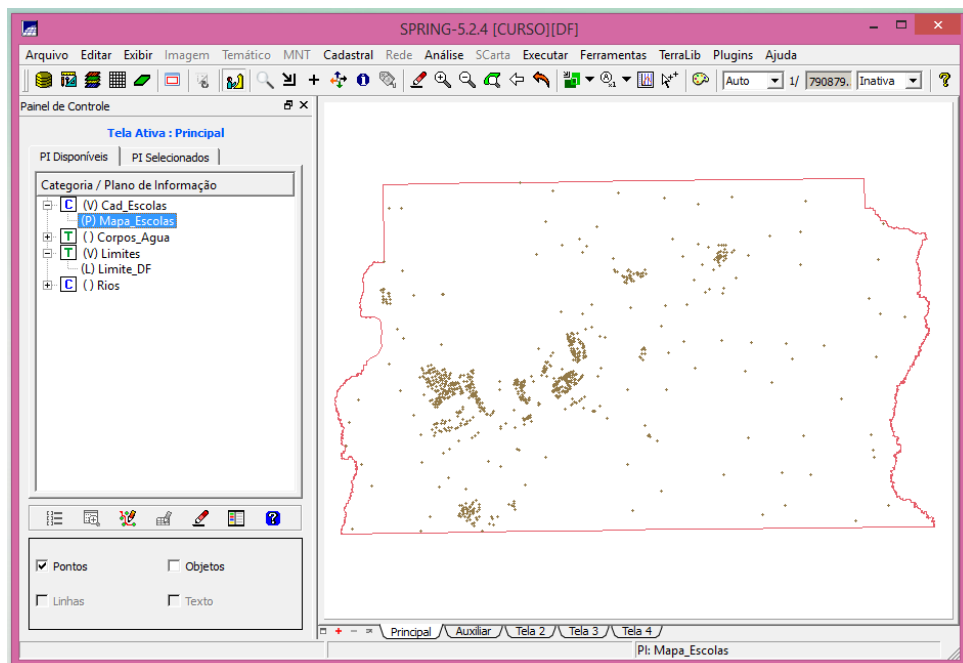 SPRING-5.2.4 [CURSO][DF]
Arquivo Editar Exibir Imagem Temático MNT Cadastral Rede Análise SCarta Executar Ferramentas TerraLib Plugins Ajuda
Auto 1/ 790879. Inativa
Painel de Controle
Tela Ativa : Principal
PI Disponíveis PI Selecionados
Categoria / Plano de Informação
C (V) Cad_Escolas
(P) Mapa_Escolas
T ( ) Corpos_Agua
T (V) Limites
(L) Limite_DF
C ( ) Rios
Pontos Objetos
Linhas Texto
Principal Auxiliar Tela 2 Tela 3 Tela 4
PI: Mapa_Escolas